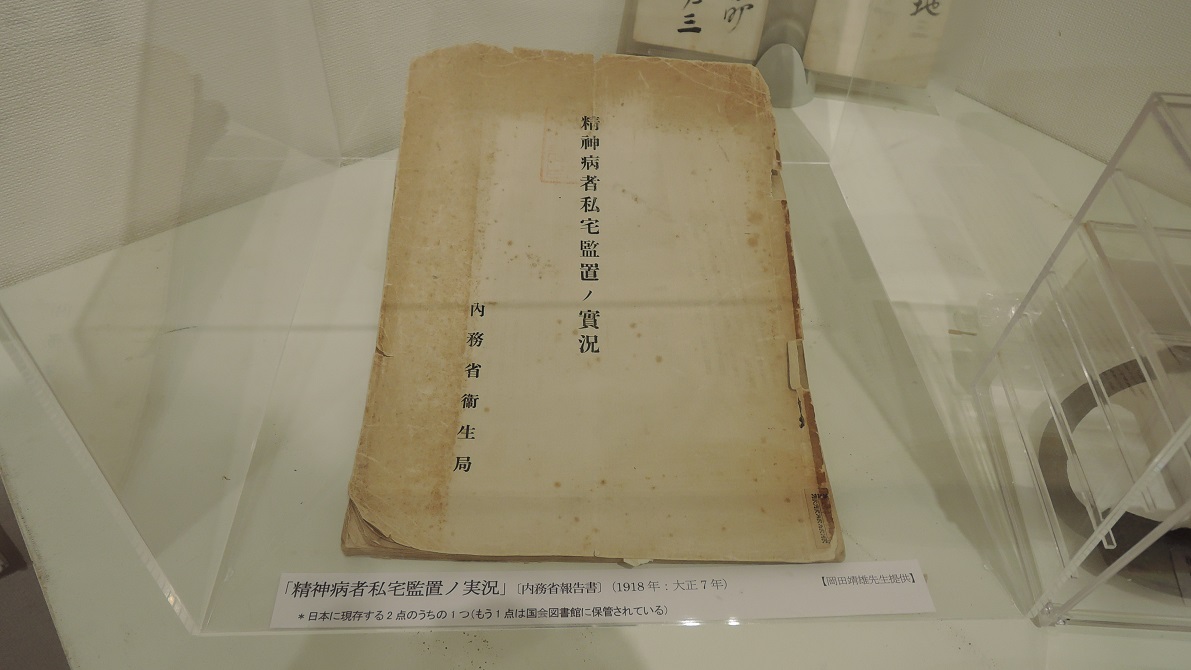 精神病者私宅監置ノ實況
內務省衞生局
「精神病者私宅監置ノ実況」〔内務省報告書〕(1918年:大正7年)
【岡田靖雄先生提供】
*日本に現存する2点のうちの1つ(もう1点は国会図書館に保管されている)
三
地